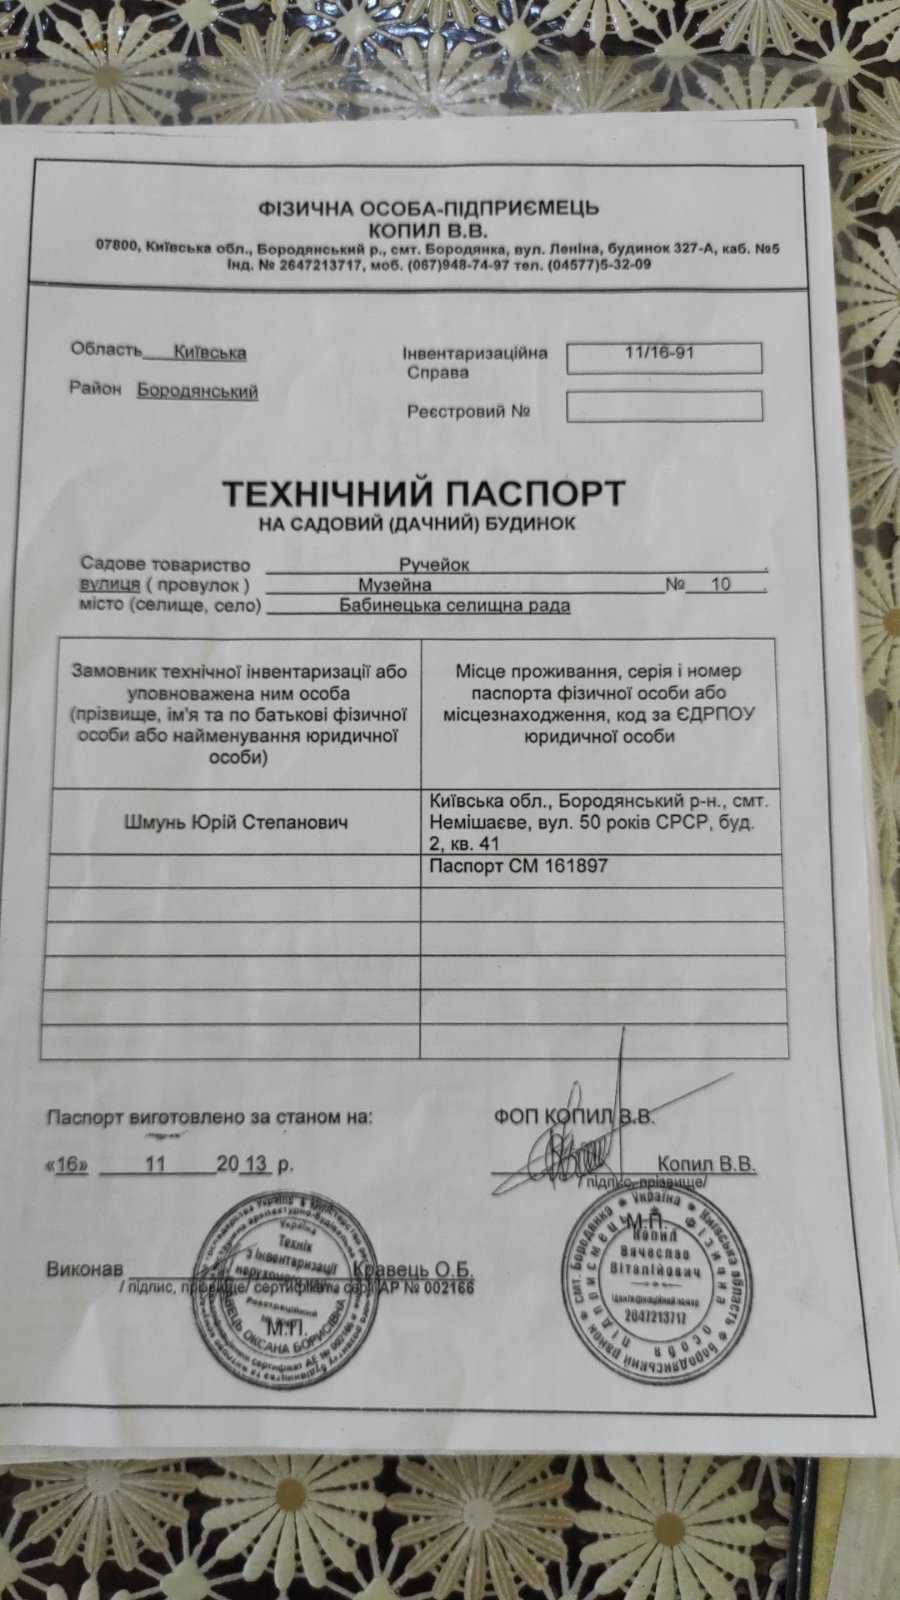 ФІЗИЧНА ОСОБА-ПІДПРИЄМЕЦЬ
КОПИЛ В.В.
07800, Київська обл., Бородянський р., смт. Бородянка, вул. Леніна, будинок 327-А, каб. №5
Інд. № 2647213717, моб. (067)948-74-97 тел. (04577)5-32-09
Область Київська
Інвентаризаційна Справа 11/16-91
Район Бородянський
Реєстровий №
ТЕХНІЧНИЙ ПАСПОРТ
НА САДОВИЙ (ДАЧНИЙ) БУДИНОК
Садове товариство Ручейок
вулиця ( провулок ) Музейна № 10
місто (селище, село) Бабинецька селищна рада
Замовник технічної інвентаризації або
уповноважена ним особа
(прізвище, ім'я та по батькові фізичної
особи або найменування юридичної
особи)
Місце проживання, серія і номер
паспорта фізичної особи або
місцезнаходження, код за ЄДРПОУ
юридичної особи
Шмунь Юрій Степанович
Київська обл., Бородянський р-н., смт.
Немішаєве, вул. 50 років СРСР, буд.
2, кв. 41
Паспорт СМ 161897
Паспорт виготовлено за станом на:
ФОП КОПИЛ В.В.
«16» 11 2013 р.
Копил В.В.
/ підпис, прізвище/
М.П.
Виконав Кравець О.Б.
/ підпис, прізвище/ сертифікат серія АР № 002166
М.П.
Україна
Технік
з інвентаризації
нерухомого
КРАВЕЦЬ ОКСАНА БОРИСІВНА
Україна * Київська область * Бородянський район * смт. Бородянка
Фізична особа підприємець
Копил
Вячеслав
Віталійович
Ідентифікаційний номер
2647213717